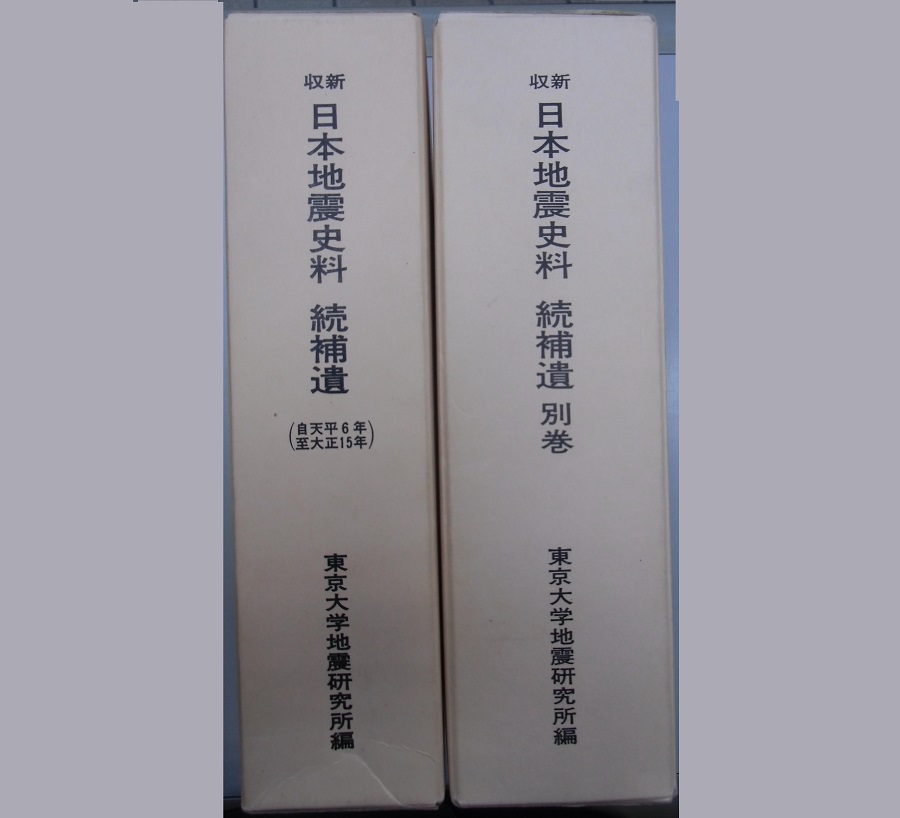 新収
日本地震史料 続補遺
(自天平6年
至大正15年)
東京大学地震研究所編
新収
日本地震史料 続補遺 別巻
東京大学地震研究所編